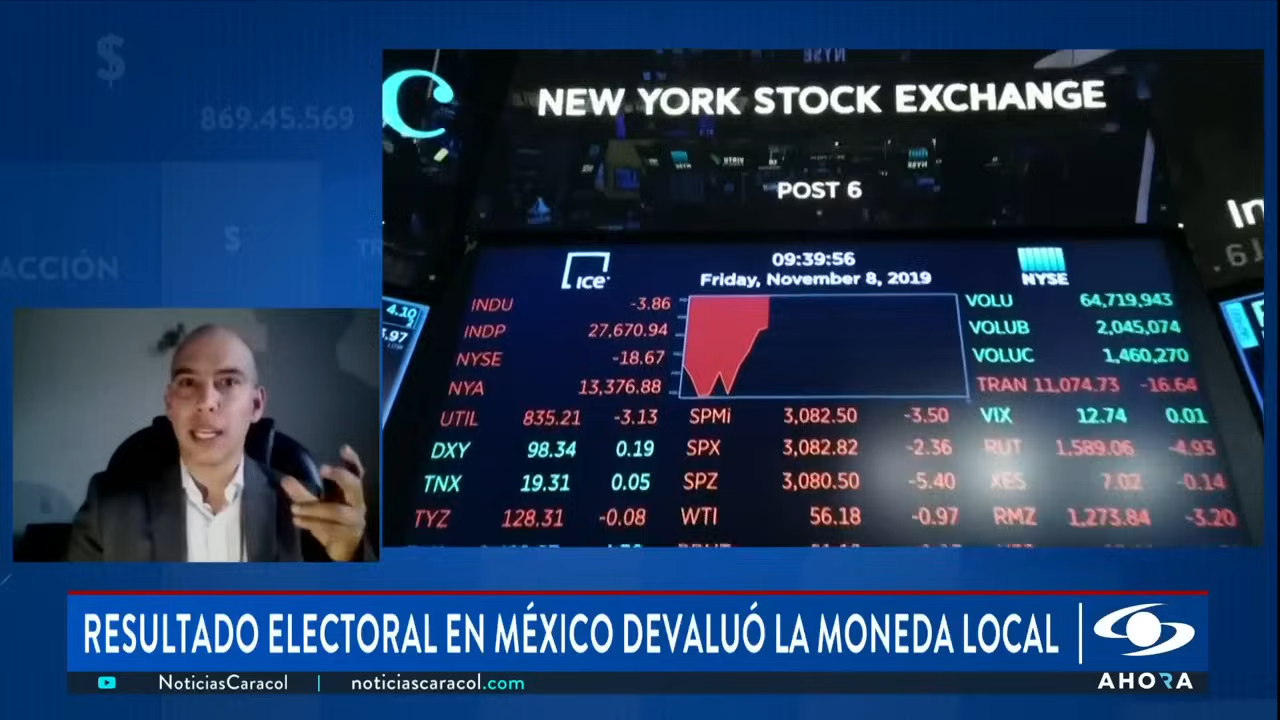 $
869.45.569
ACCIÓN
$
TR
C
NEW YORK STOCK EXCHANGE
POST 6
In
ICE
09:39:56
Friday, November 8, 2019
NYSE
4.10
INDU -3.86
INDP 27,670.94
NYSE -18.67
NYA 13,376.88
VOLU 64,719,943
VOLUB 2,045,074
VOLUC 1,460,270
TRAN 11,074.73 -16.64
UTIL 835.21 -3.13 SPMi 3,082.50 -3.50 VIX 12.74 0.01
DXY 98.34 0.19 SPX 3,082.82 -2.36 RUT 1,589.06 -4.93
TNX 19.31 0.05 SPZ 3,080.50 -5.40 XES 7.02 -0.14
TYZ 128.31 -0.08 WTI 56.18 -0.97 RMZ 1,273.84 -3.20
RESULTADO ELECTORAL EN MÉXICO DEVALUÓ LA MONEDA LOCAL
NoticiasCaracol | noticiascaracol.com
AHORA